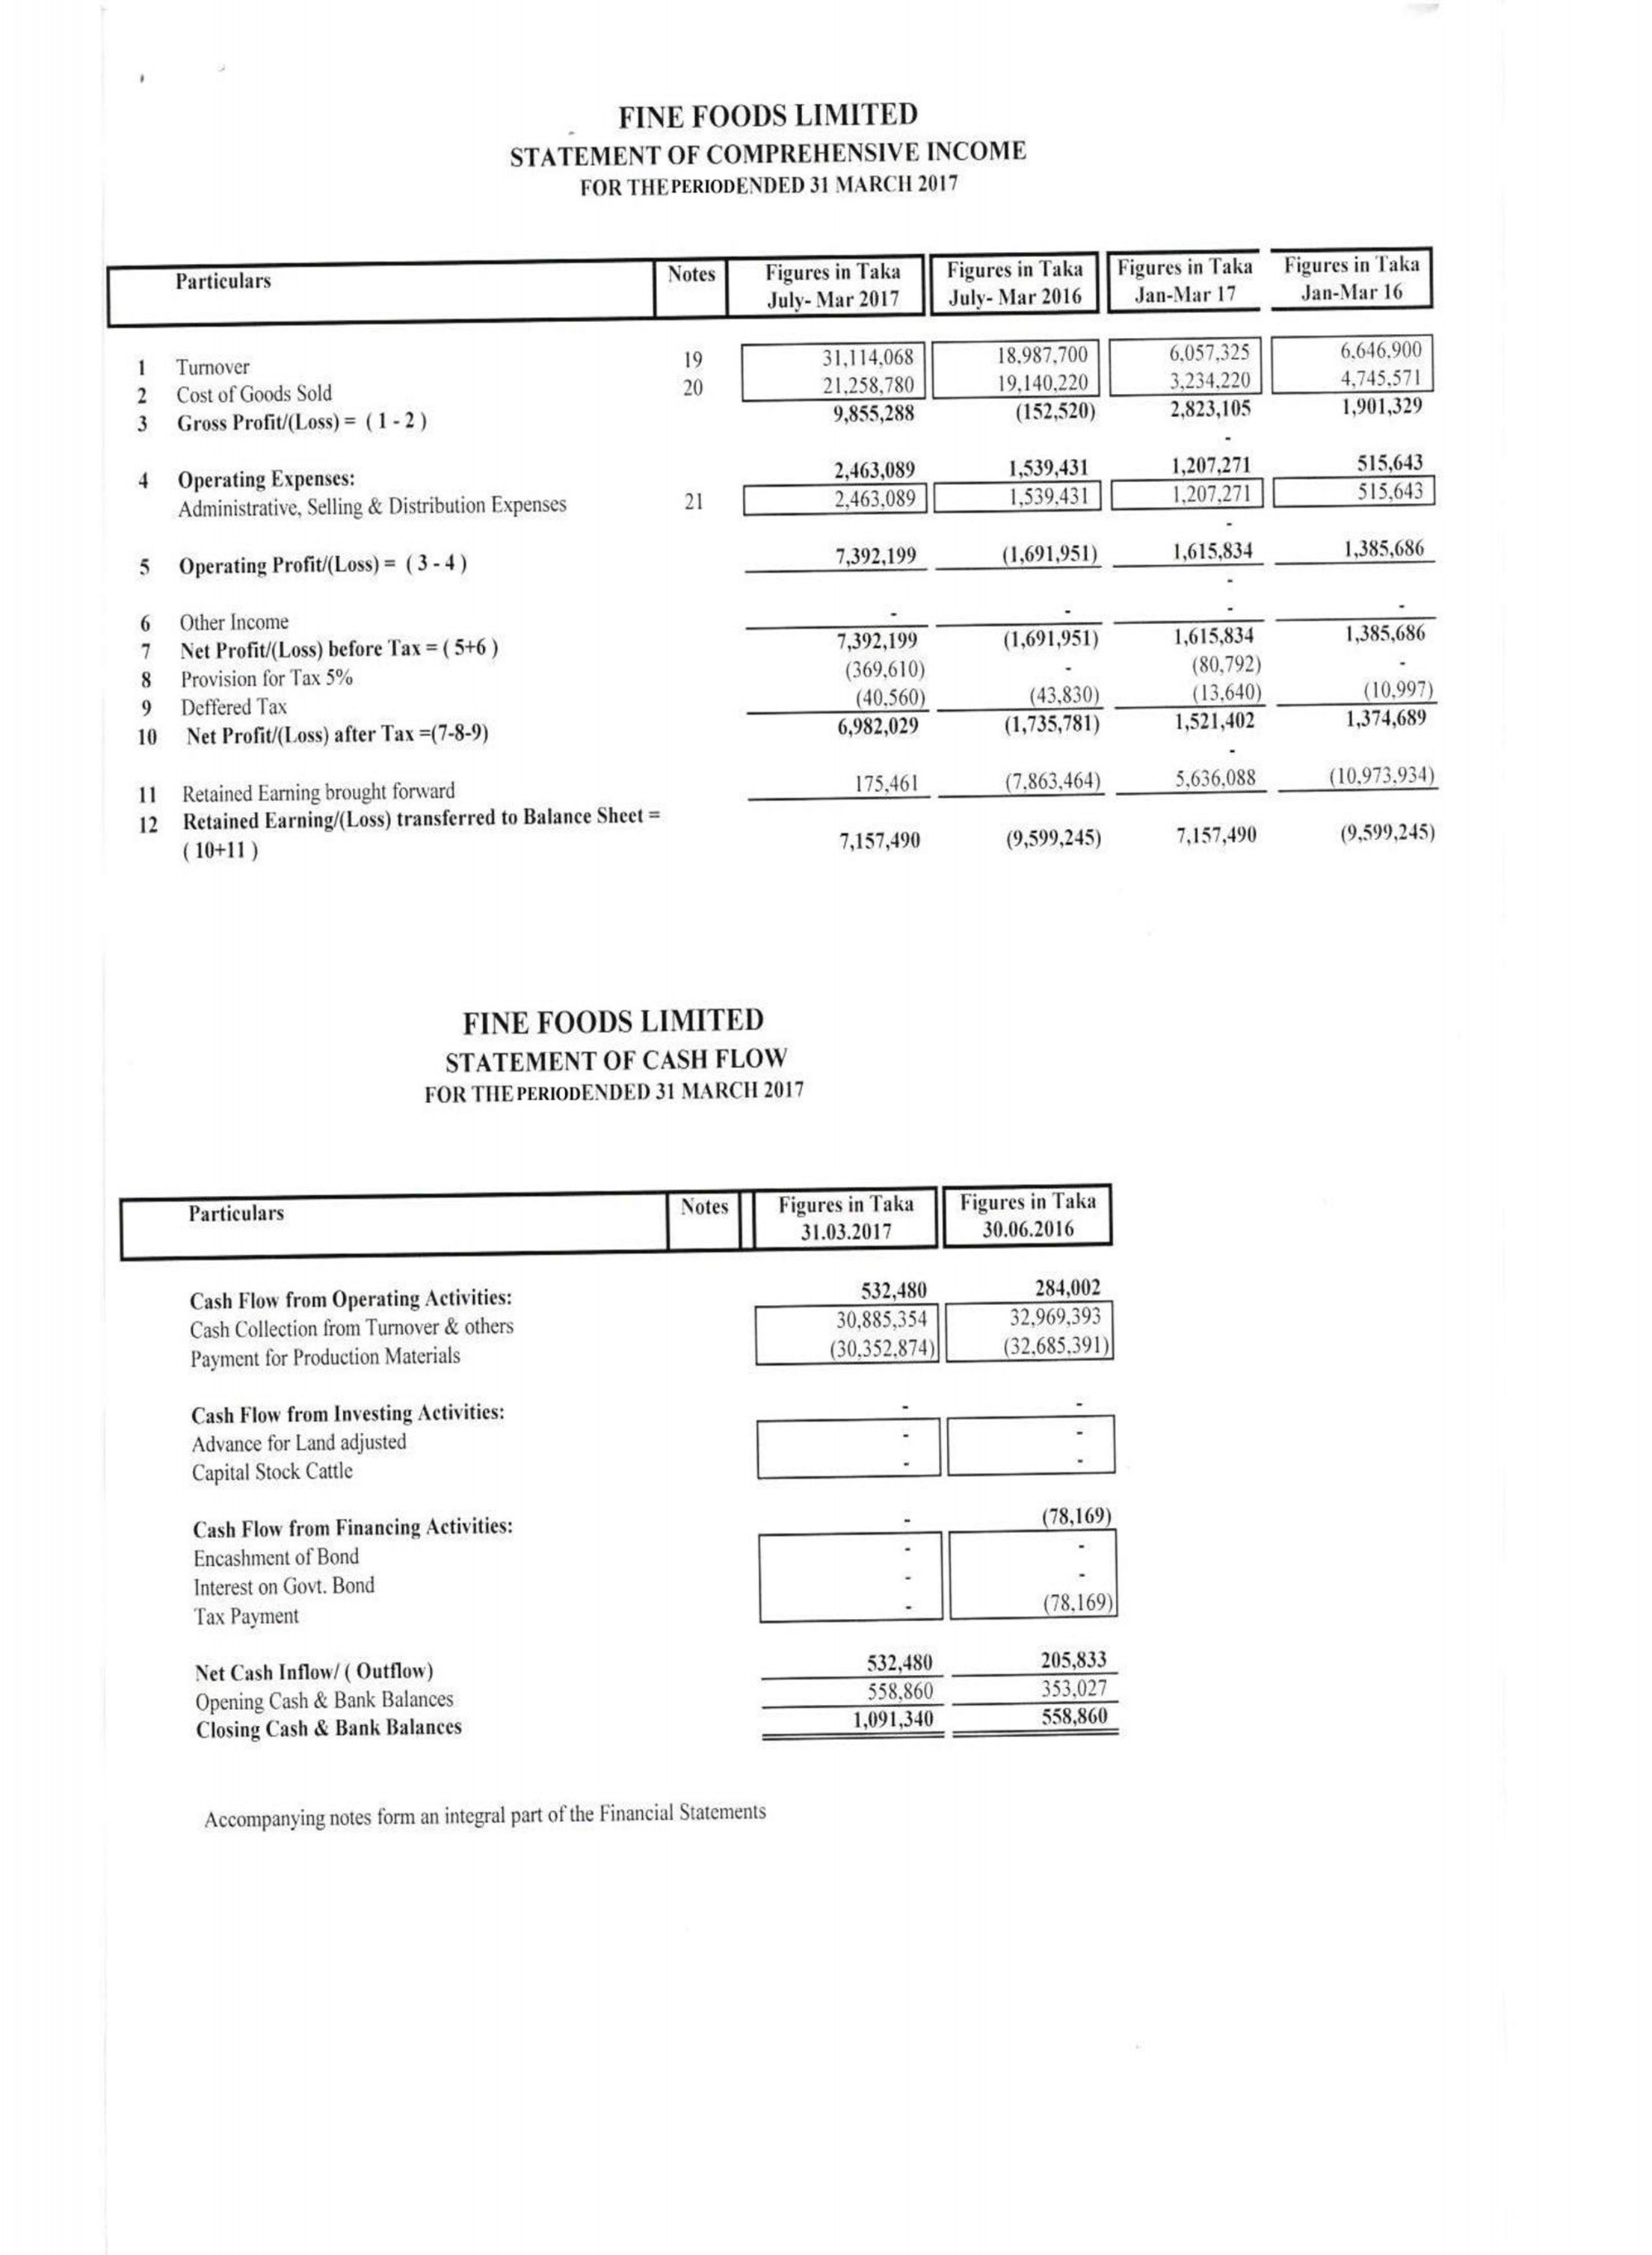 FINE FOODS LIMITED
STATEMENT OF COMPREHENSIVE INCOME
FOR THE PERIOD ENDED 31 MARCH 2017
Particulars Notes Figures in Taka July- Mar 2017 Figures in Taka July- Mar 2016 Figures in Taka Jan-Mar 17 Figures in Taka Jan-Mar 16
1 Turnover 19 31,114,068 18,987,700 6,057,325 6,646,900
2 Cost of Goods Sold 20 21,258,780 19,140,220 3,234,220 4,745,571
3 Gross Profit/(Loss) = ( 1 - 2 ) 9,855,288 (152,520) 2,823,105 1,901,329
-
4 Operating Expenses: 2,463,089 1,539,431 1,207,271 515,643
Administrative, Selling & Distribution Expenses 21 2,463,089 1,539,431 1,207,271 515,643
-
5 Operating Profit/(Loss) = ( 3 - 4 ) 7,392,199 (1,691,951) 1,615,834 1,385,686
-
6 Other Income - - - -
7 Net Profit/(Loss) before Tax = ( 5+6 ) 7,392,199 (1,691,951) 1,615,834 1,385,686
8 Provision for Tax 5% (369,610) - (80,792) -
9 Deffered Tax (40,560) (43,830) (13,640) (10,997)
10 Net Profit/(Loss) after Tax =(7-8-9) 6,982,029 (1,735,781) 1,521,402 1,374,689
-
11 Retained Earning brought forward 175,461 (7,863,464) 5,636,088 (10,973,934)
12 Retained Earning/(Loss) transferred to Balance Sheet =
( 10+11 ) 7,157,490 (9,599,245) 7,157,490 (9,599,245)
FINE FOODS LIMITED
STATEMENT OF CASH FLOW
FOR THE PERIOD ENDED 31 MARCH 2017
Particulars Notes Figures in Taka 31.03.2017 Figures in Taka 30.06.2016
Cash Flow from Operating Activities: 532,480 284,002
Cash Collection from Turnover & others 30,885,354 32,969,393
Payment for Production Materials (30,352,874) (32,685,391)
Cash Flow from Investing Activities: - -
Advance for Land adjusted - -
Capital Stock Cattle - -
Cash Flow from Financing Activities: - (78,169)
Encashment of Bond - -
Interest on Govt. Bond - -
Tax Payment - (78,169)
Net Cash Inflow/ ( Outflow) 532,480 205,833
Opening Cash & Bank Balances 558,860 353,027
Closing Cash & Bank Balances 1,091,340 558,860
Accompanying notes form an integral part of the Financial Statements